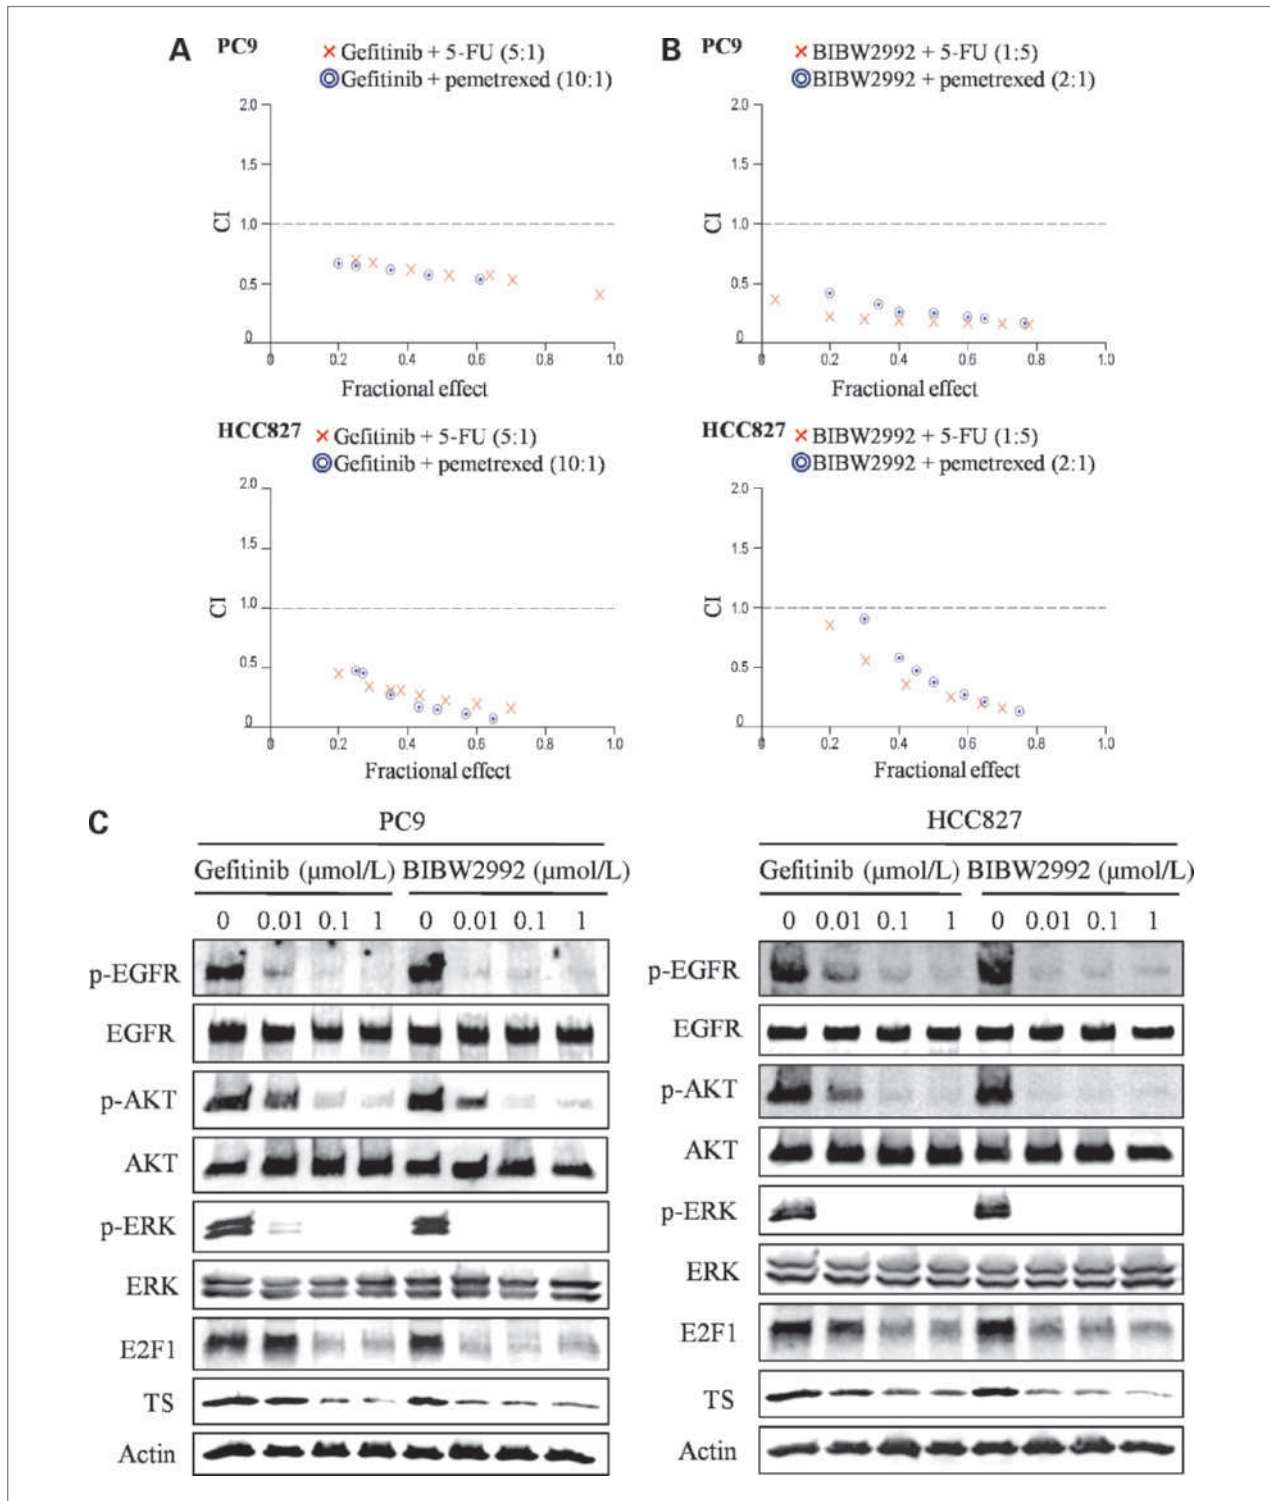 A PC9
× Gefitinib + 5-FU (5:1)
Gefitinib + pemetrexed (10:1)
2.0
1.5
1.0
0.5
0
CI
0 0.2 0.4 0.6 0.8 1.0
Fractional effect
B PC9
× BIBW2992 + 5-FU (1:5)
BIBW2992 + pemetrexed (2:1)
2.0
1.5
1.0
0.5
0
CI
0 0.2 0.4 0.6 0.8 1.0
Fractional effect
HCC827 × Gefitinib + 5-FU (5:1)
Gefitinib + pemetrexed (10:1)
2.0
1.5
1.0
0.5
0
CI
0 0.2 0.4 0.6 0.8 1.0
Fractional effect
HCC827 × BIBW2992 + 5-FU (1:5)
BIBW2992 + pemetrexed (2:1)
2.0
1.5
1.0
0.5
0
CI
0 0.2 0.4 0.6 0.8 1.0
Fractional effect
C
PC9
Gefitinib (µmol/L) BIBW2992 (µmol/L)
0 0.01 0.1 1 0 0.01 0.1 1
p-EGFR
EGFR
p-AKT
AKT
p-ERK
ERK
E2F1
TS
Actin
HCC827
Gefitinib (µmol/L) BIBW2992 (µmol/L)
0 0.01 0.1 1 0 0.01 0.1 1
p-EGFR
EGFR
p-AKT
AKT
p-ERK
ERK
E2F1
TS
Actin